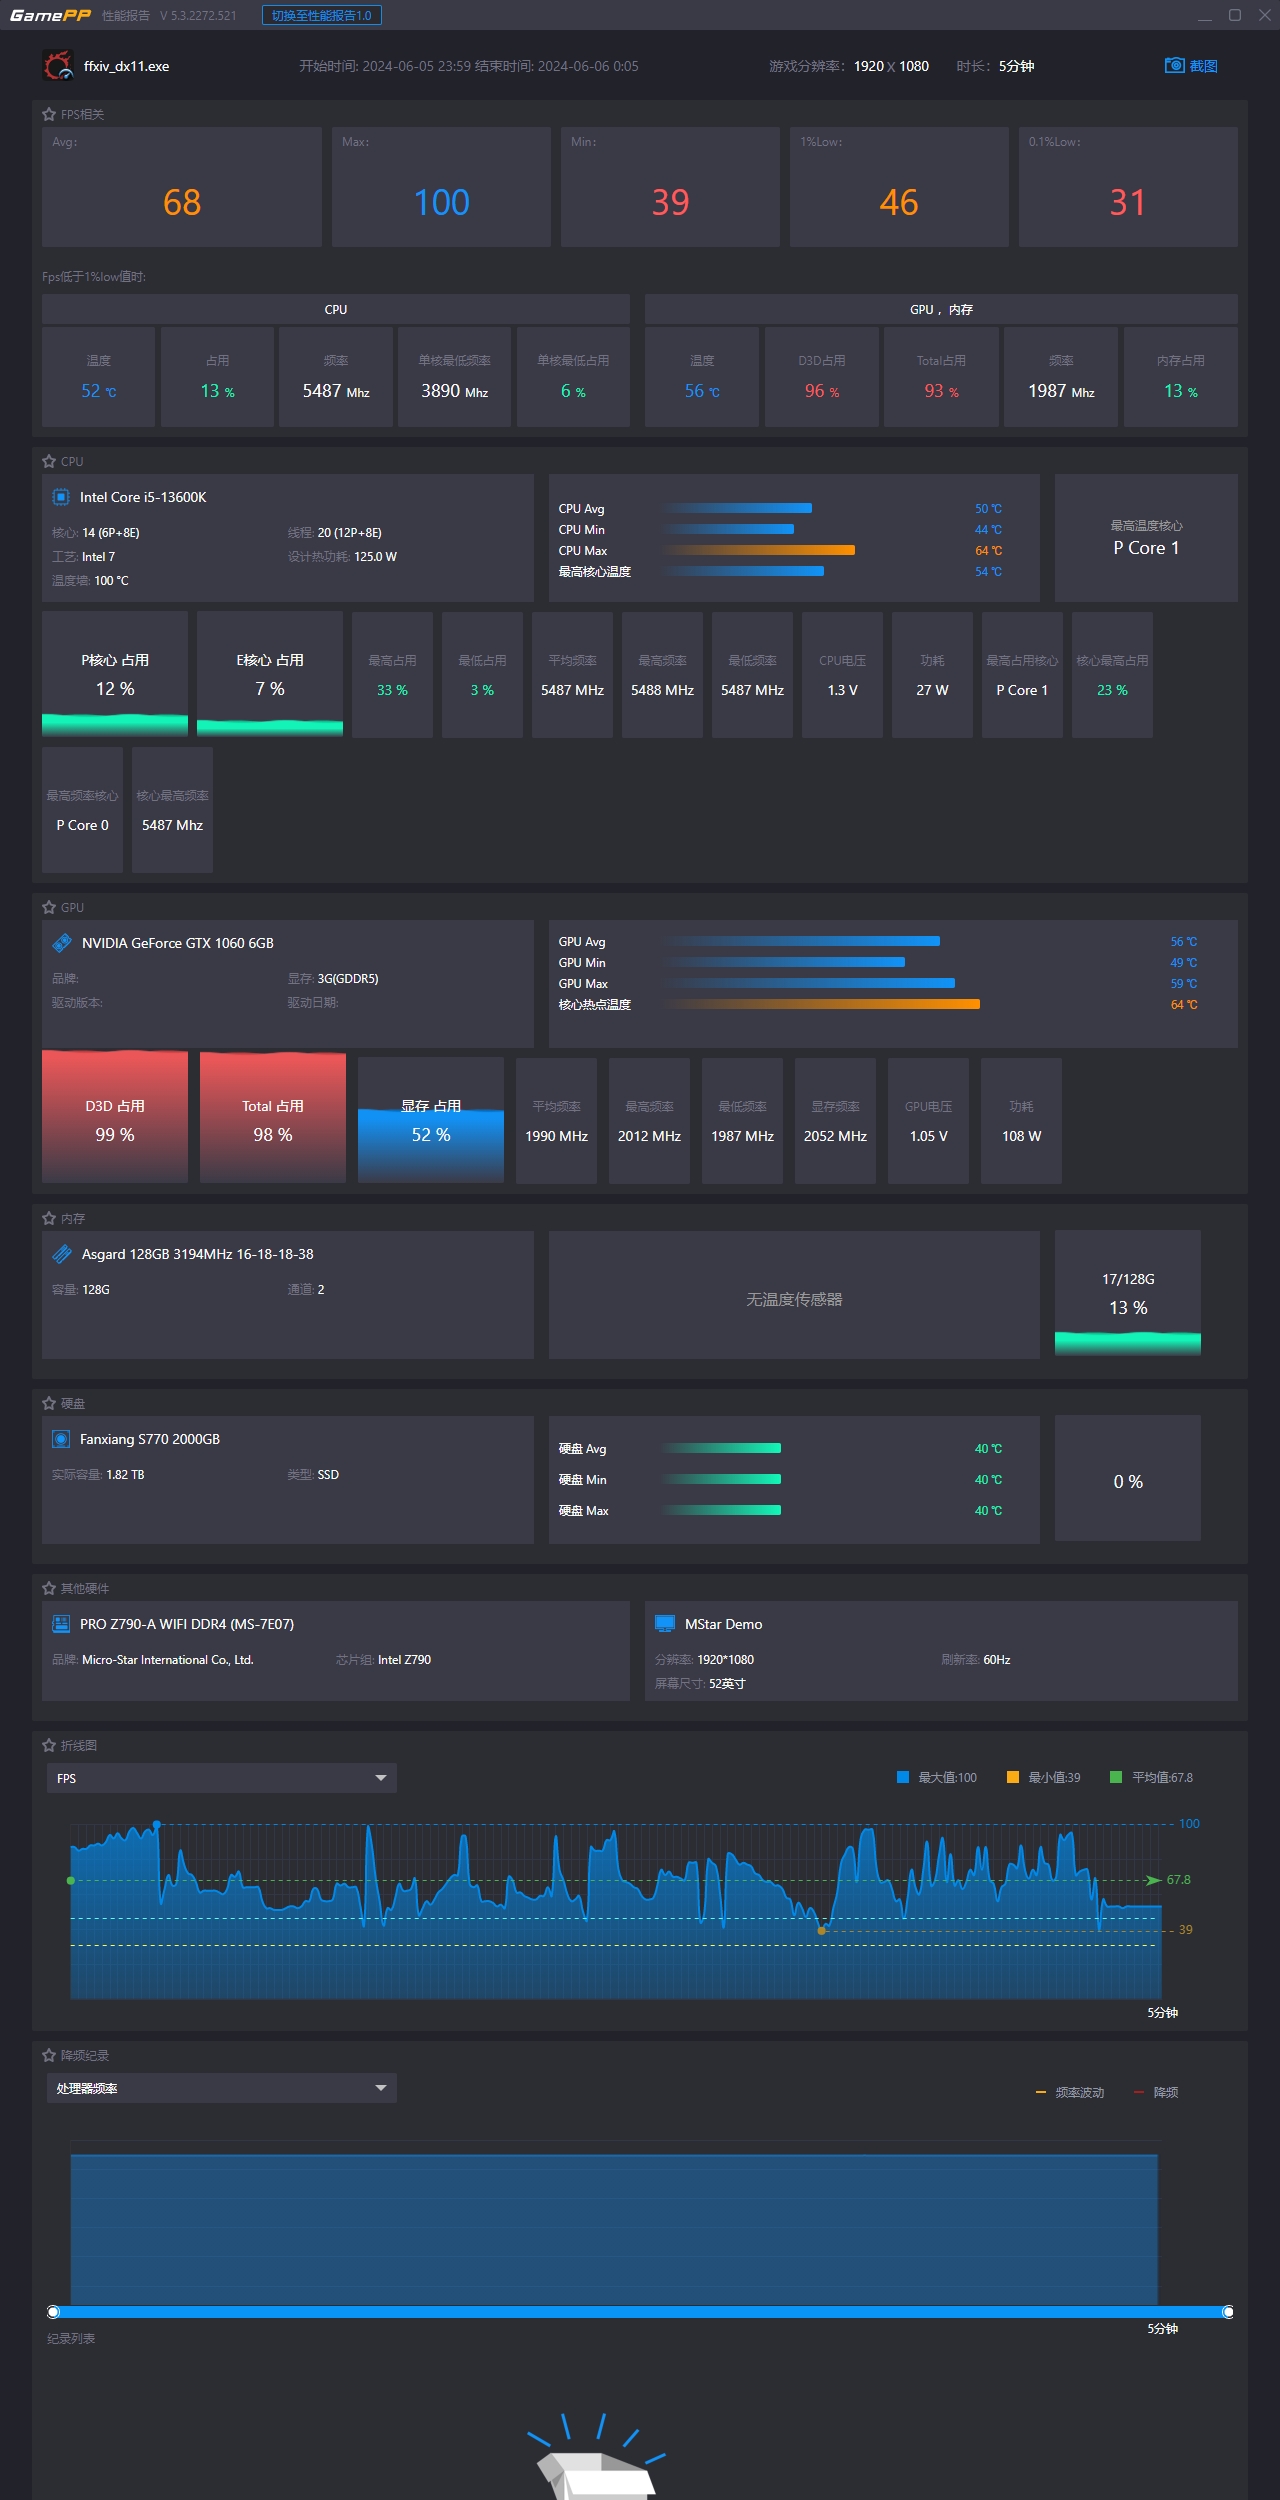 GamePP 性能报告 V 5.3.2272.521 切换至性能报告1.0
ffxiv_dx11.exe 开始时间: 2024-06-05 23:59 结束时间: 2024-06-06 0:05 游戏分辨率: 1920 X 1080 时长: 5分钟 截图
FPS相关
Avg: Max: Min: 1%Low: 0.1%Low:
68 100 39 46 31
Fps低于1%low值时:
CPU GPU , 内存
温度 占用 频率 单核最低频率 单核最低占用 温度 D3D占用 Total占用 频率 内存占用
52 ℃ 13 % 5487 Mhz 3890 Mhz 6 % 56 ℃ 96 % 93 % 1987 Mhz 13 %
CPU
Intel Core i5-13600K
核心: 14 (6P+8E) 线程: 20 (12P+8E)
工艺: Intel 7 设计热功耗: 125.0 W
温度墙: 100 °C
CPU Avg 50 ℃
CPU Min 44 ℃
CPU Max 64 ℃
最高核心温度 54 ℃
最高温度核心
P Core 1
P核心 占用 E核心 占用 最高占用 最低占用 平均频率 最高频率 最低频率 CPU电压 功耗 最高占用核心 核心最高占用
12 % 7 % 33 % 3 % 5487 MHz 5488 MHz 5487 MHz 1.3 V 27 W P Core 1 23 %
最高频率核心 核心最高频率
P Core 0 5487 Mhz
GPU
NVIDIA GeForce GTX 1060 6GB
品牌: 显存: 3G(GDDR5)
驱动版本: 驱动日期:
GPU Avg 56 ℃
GPU Min 49 ℃
GPU Max 59 ℃
核心热点温度 64 ℃
D3D 占用 Total 占用 显存 占用 平均频率 最高频率 最低频率 显存频率 GPU电压 功耗
99 % 98 % 52 % 1990 MHz 2012 MHz 1987 MHz 2052 MHz 1.05 V 108 W
内存
Asgard 128GB 3194MHz 16-18-18-38
容量: 128G 通道: 2
无温度传感器
17/128G
13 %
硬盘
Fanxiang S770 2000GB
实际容量: 1.82 TB 类型: SSD
硬盘 Avg 40 ℃
硬盘 Min 40 ℃
硬盘 Max 40 ℃
0 %
其他硬件
PRO Z790-A WIFI DDR4 (MS-7E07)
品牌: Micro-Star International Co., Ltd. 芯片组: Intel Z790
MStar Demo
分辨率: 1920*1080 刷新率: 60Hz
屏幕尺寸: 52英寸
折线图
FPS 最大值:100 最小值:39 平均值:67.8
100
67.8
39
5分钟
降频纪录
处理器频率 频率波动 降频
5分钟
纪录列表